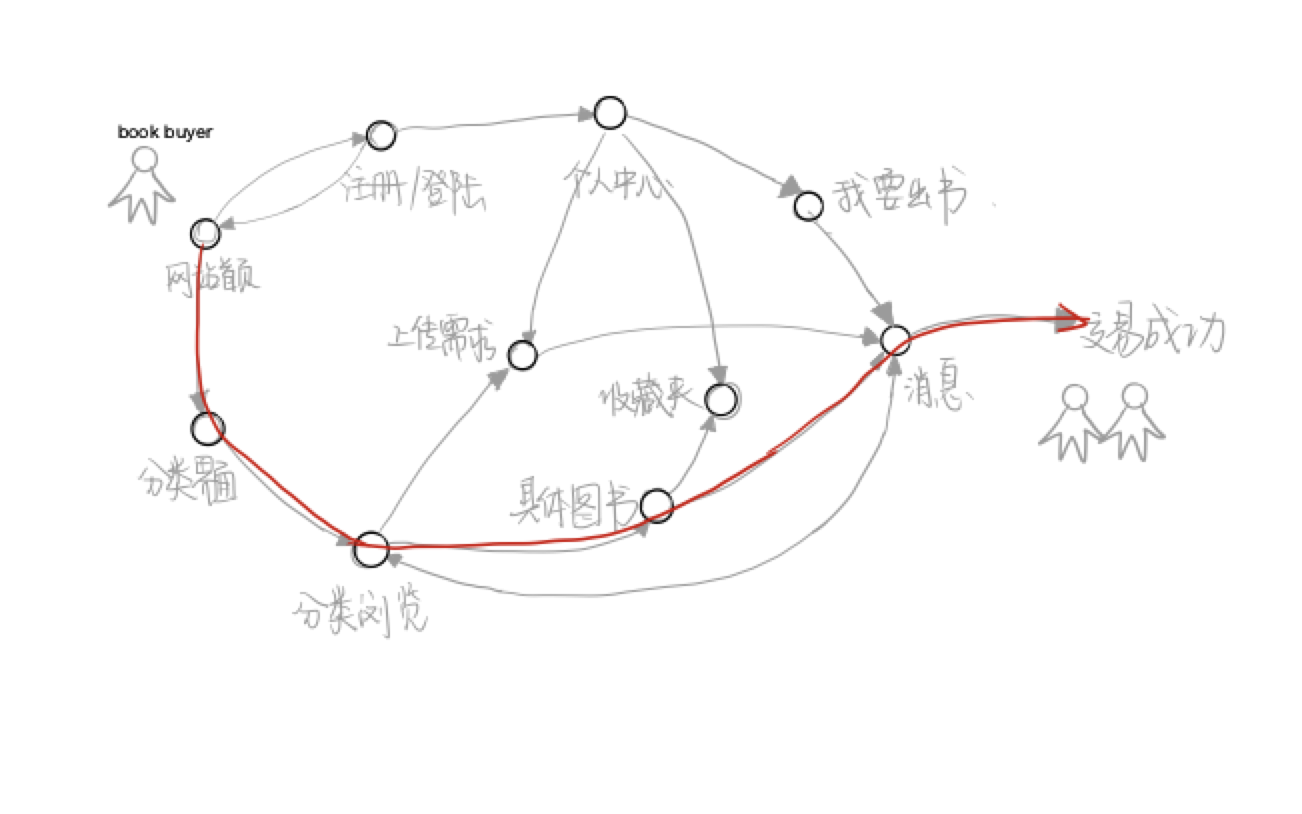 book buyer
注册/登陆
个人中心
我要出书
网站首页
上传需求
收藏夹
交易成功
消息
分类界面
具体图书
分类浏览